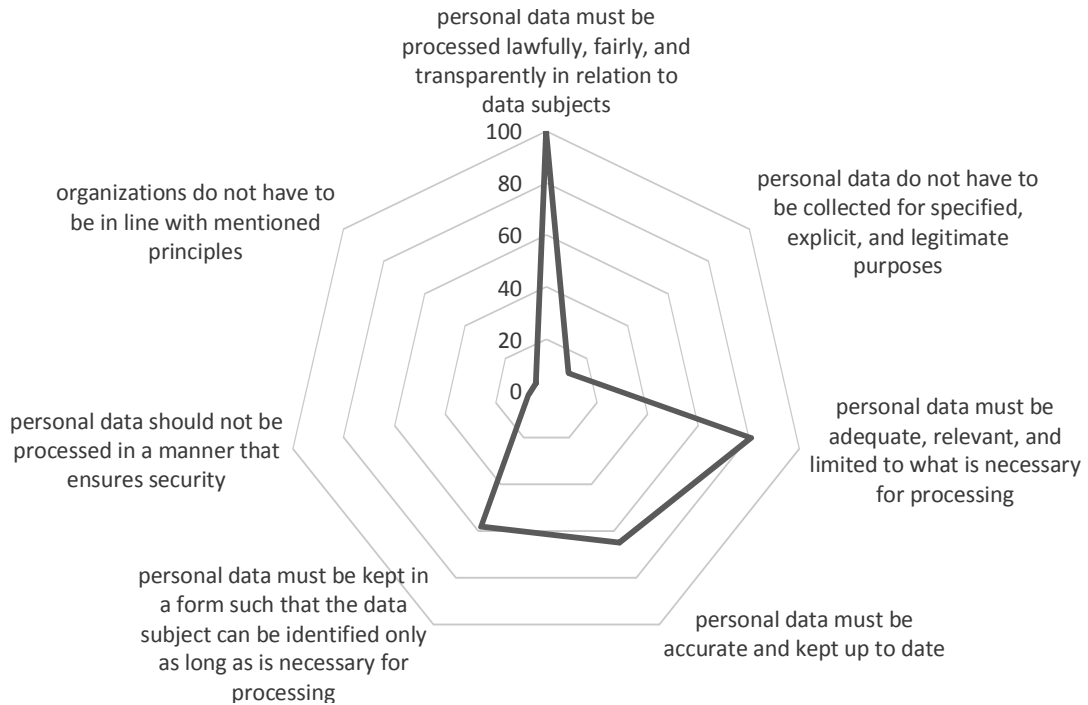 personal data must be
processed lawfully, fairly, and
transparently in relation to
data subjects
100
80
60
40
20
0
personal data do not have to
be collected for specified,
explicit, and legitimate
purposes
personal data must be
adequate, relevant, and
limited to what is necessary
for processing
personal data must be
accurate and kept up to date
personal data must be kept in
a form such that the data
subject can be identified only
as long as is necessary for
processing
personal data should not be
processed in a manner that
ensures security
organizations do not have to
be in line with mentioned
principles